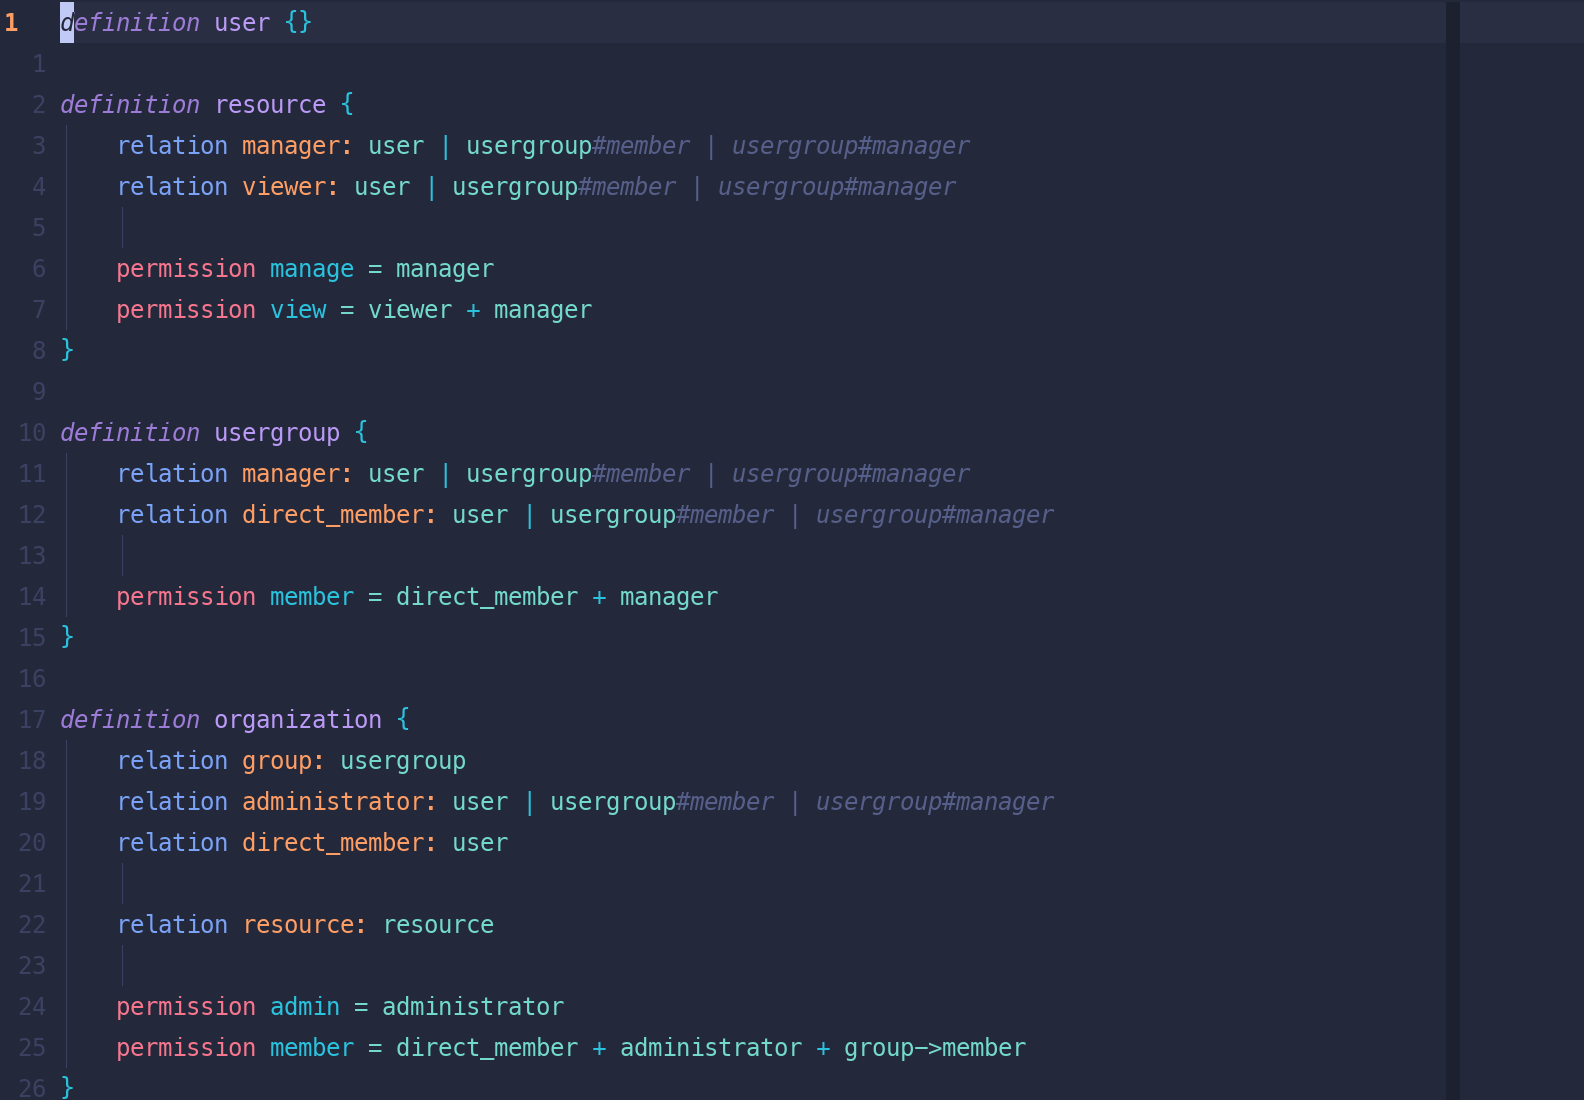 1 definition user {}
1
2 definition resource {
3 relation manager: user | usergroup#member | usergroup#manager
4 relation viewer: user | usergroup#member | usergroup#manager
5
6 permission manage = manager
7 permission view = viewer + manager
8 }
9
10 definition usergroup {
11 relation manager: user | usergroup#member | usergroup#manager
12 relation direct_member: user | usergroup#member | usergroup#manager
13
14 permission member = direct_member + manager
15 }
16
17 definition organization {
18 relation group: usergroup
19 relation administrator: user | usergroup#member | usergroup#manager
20 relation direct_member: user
21
22 relation resource: resource
23
24 permission admin = administrator
25 permission member = direct_member + administrator + group->member
26 }